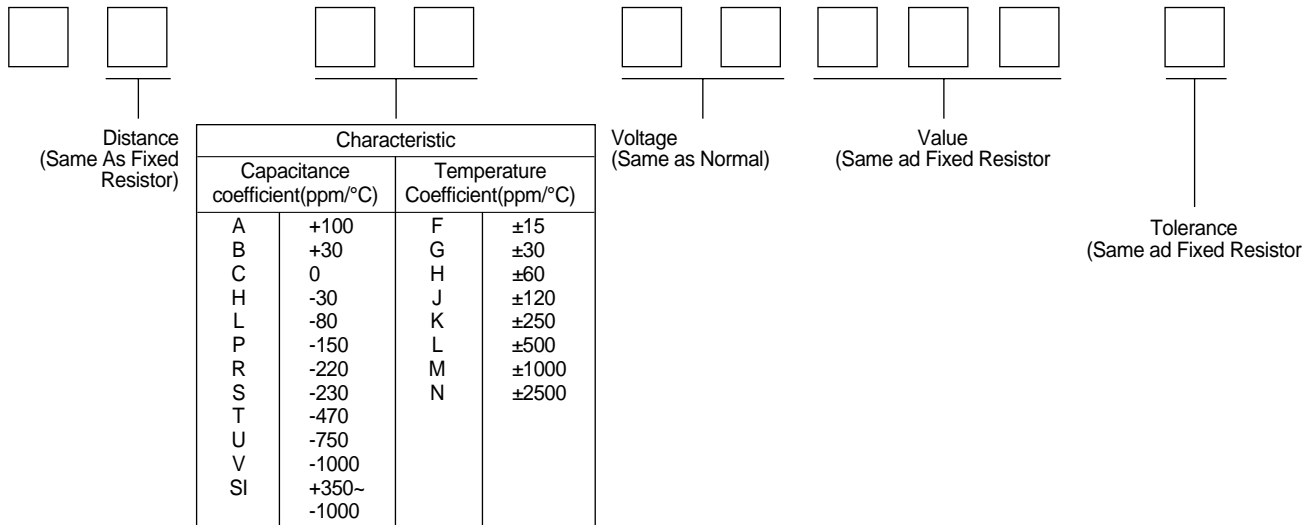 Distance
(Same As Fixed
Resistor)
Characteristic
Capacitance
coefficient(ppm/°C)
Temperature
Coefficient(ppm/°C)
A +100 F ±15
B +30 G ±30
C 0 H ±60
H -30 J ±120
L -80 K ±250
P -150 L ±500
R -220 M ±1000
S -230 N ±2500
T -470
U -750
V -1000
SI +350~
-1000
Voltage
(Same as Normal)
Value
(Same ad Fixed Resistor
Tolerance
(Same ad Fixed Resistor